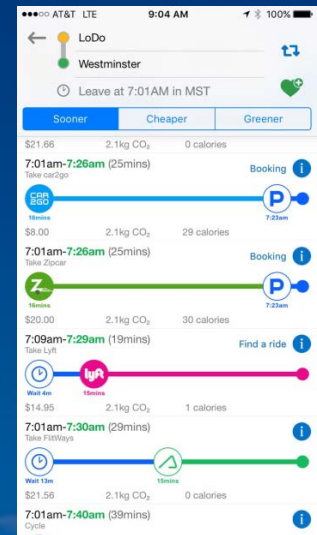 AT&T LTE 9:04 AM 100%
LoDo
Westminster
Leave at 7:01AM in MST
Sooner Cheaper Greener
$21.66 2.1kg CO₂ 0 calories
7:01am-7:26am (25mins)
Take car2go
Booking i
CAR
2GO
P
16mins 7:23am
$8.00 2.1kg CO₂ 29 calories
7:01am-7:26am (25mins)
Take Zipcar
Booking i
Z
P
16mins 7:23am
$20.00 2.1kg CO₂ 30 calories
7:09am-7:29am (19mins)
Take Lyft
Find a ride i
lyft
Wait 4m 15mins
$14.95 2.1kg CO₂ 1 calories
7:01am-7:30am (29mins)
Take FlitWays
i
Wait 13m 15mins
$21.56 2.1kg CO₂ 0 calories
7:01am-7:40am (39mins)
Cycle
i